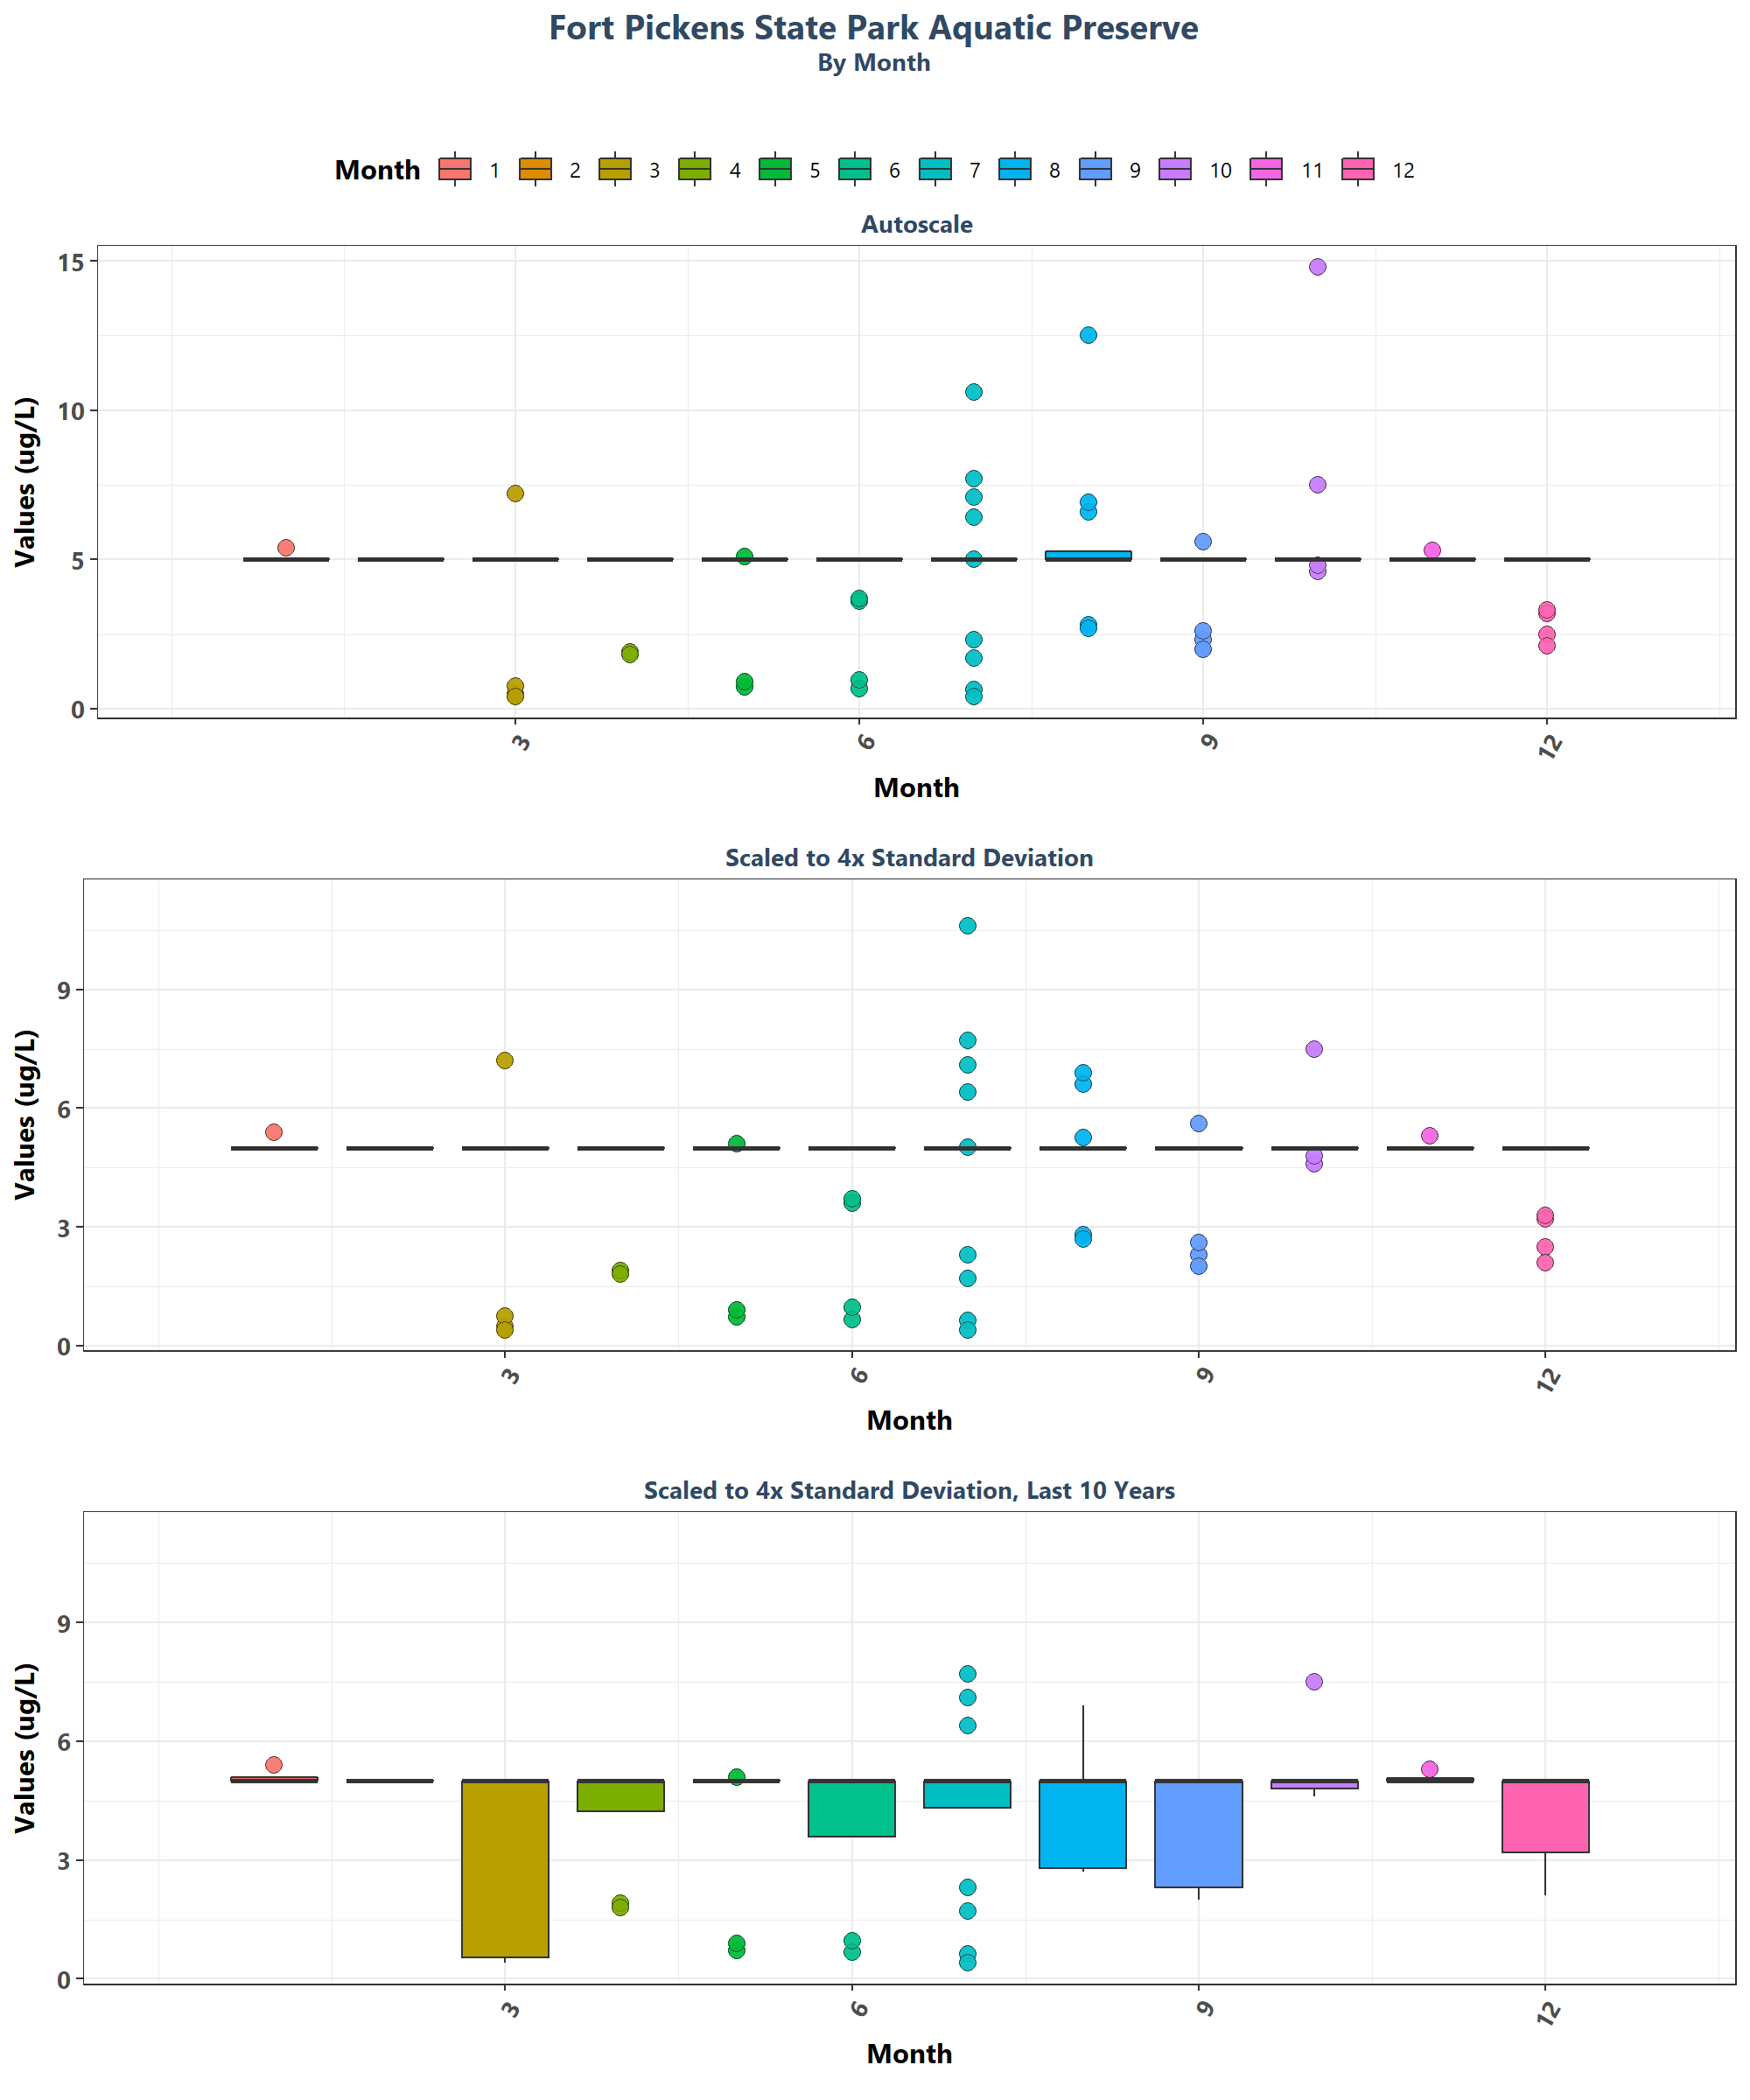 Fort Pickens State Park Aquatic Preserve
By Month
Month 1 2 3 4 5 6 7 8 9 10 11 12
Autoscale
Values (ug/L)
15
10
5
0
3 6 9 12
Month
Scaled to 4x Standard Deviation
Values (ug/L)
9
6
3
0
3 6 9 12
Month
Scaled to 4x Standard Deviation, Last 10 Years
Values (ug/L)
9
6
3
0
3 6 9 12
Month